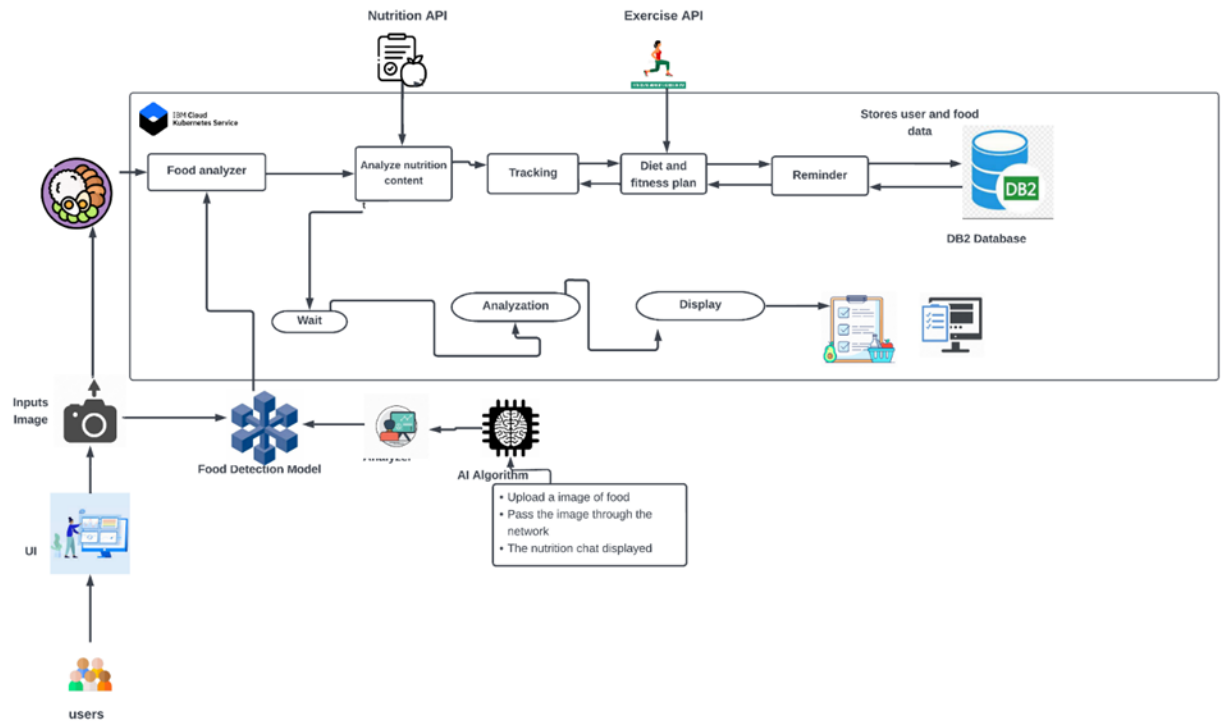 Nutrition API
Exercise API
IBM Cloud
Kubernetes Service
Stores user and food
data
Food analyzer
Analyze nutrition
content
t
Tracking
Diet and
fitness plan
Reminder
DB2
DB2 Database
Wait
Analyzation
Display
Inputs
Image
Food Detection Model
Analyzer
AI Algorithm
• Upload a image of food
• Pass the image through the
network
• The nutrition chat displayed
UI
users